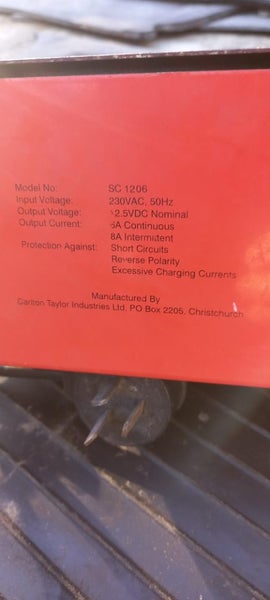 Model No: SC 1206
Input Voltage: 230VAC, 50Hz
Output Voltage: 12.5VDC Nominal
Output Current: 6A Continuous
8A Intermittent
Protection Against: Short Circuits
Reverse Polarity
Excessive Charging Currents
Manufactured By
Carlton Taylor Industries Ltd, PO Box 2205, Christchurch